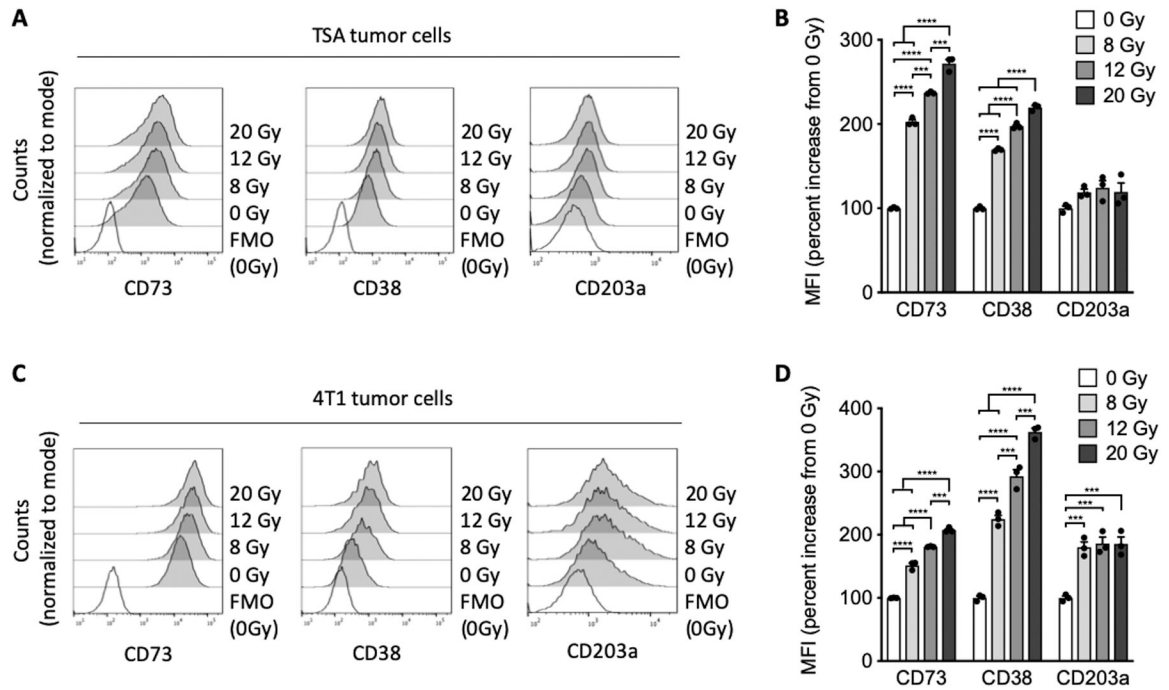 A
TSA tumor cells
Counts
(normalized to mode)
20 Gy
12 Gy
8 Gy
0 Gy
FMO
(0Gy)
CD73
20 Gy
12 Gy
8 Gy
0 Gy
FMO
(0Gy)
CD38
20 Gy
12 Gy
8 Gy
0 Gy
FMO
(0Gy)
CD203a
B
0 Gy
8 Gy
12 Gy
20 Gy
MFI (percent increase from 0 Gy)
300
200
100
0
****
****
***
***
****
****
****
****
CD73
CD38
CD203a
C
4T1 tumor cells
Counts
(normalized to mode)
20 Gy
12 Gy
8 Gy
0 Gy
FMO
(0Gy)
CD73
20 Gy
12 Gy
8 Gy
0 Gy
FMO
(0Gy)
CD38
20 Gy
12 Gy
8 Gy
0 Gy
FMO
(0Gy)
CD203a
D
0 Gy
8 Gy
12 Gy
20 Gy
MFI (percent increase from 0 Gy)
400
300
200
100
0
****
****
***
****
****
***
****
***
****
***
***
***
CD73
CD38
CD203a